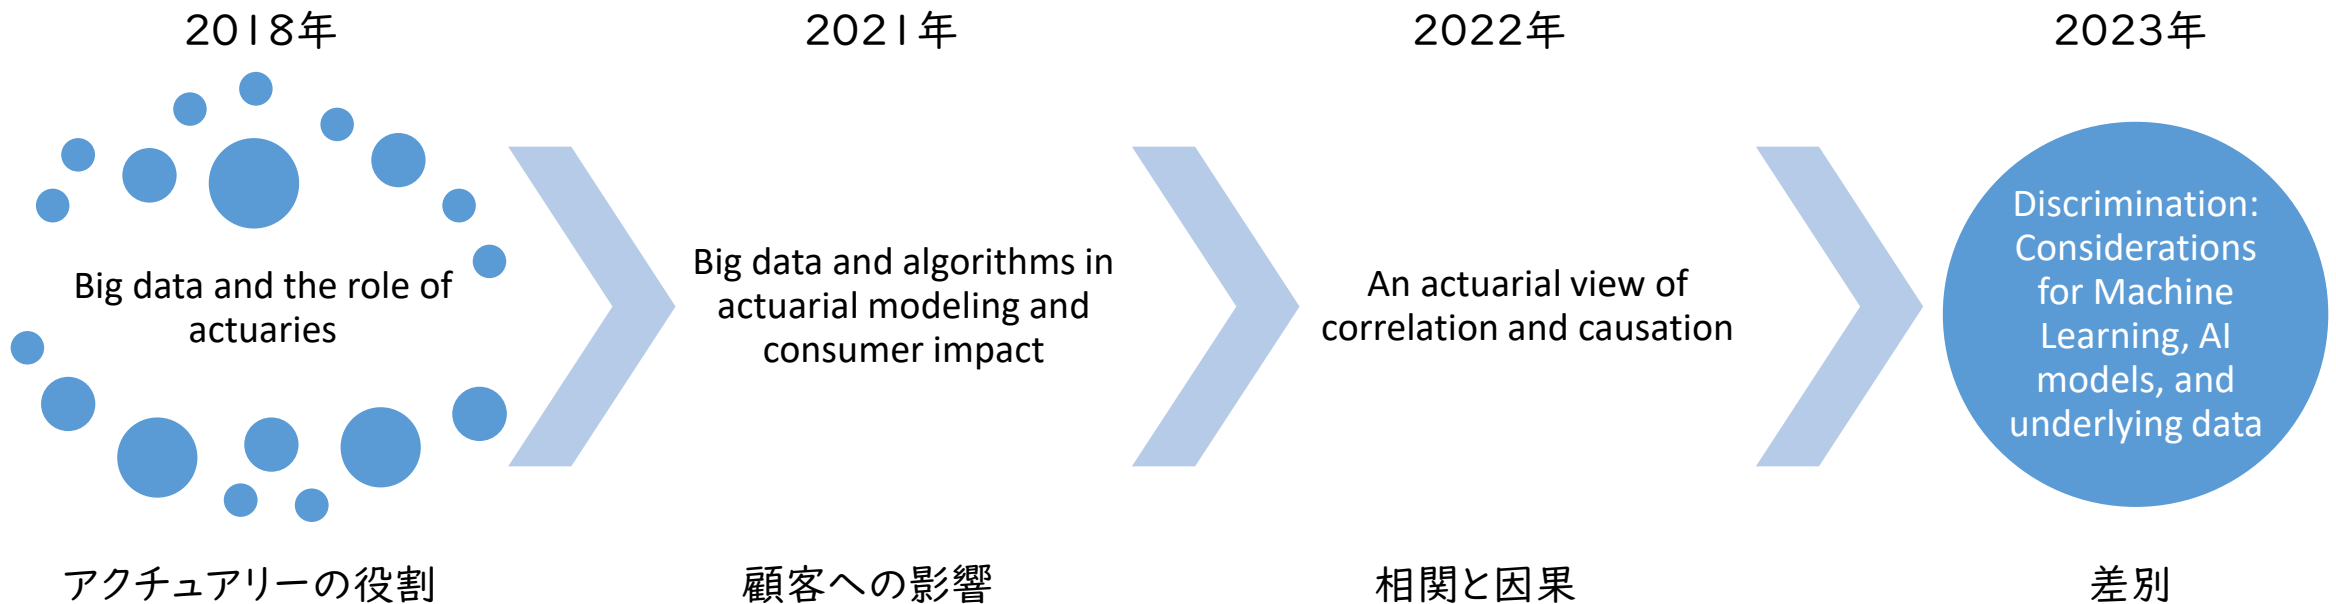 2018年
2021年
2022年
2023年
Big data and the role of
actuaries
Big data and algorithms in
actuarial modeling and
consumer impact
An actuarial view of
correlation and causation
Discrimination:
Considerations
for Machine
Learning, AI
models, and
underlying data
アクチュアリーの役割
顧客への影響
相関と因果
差別